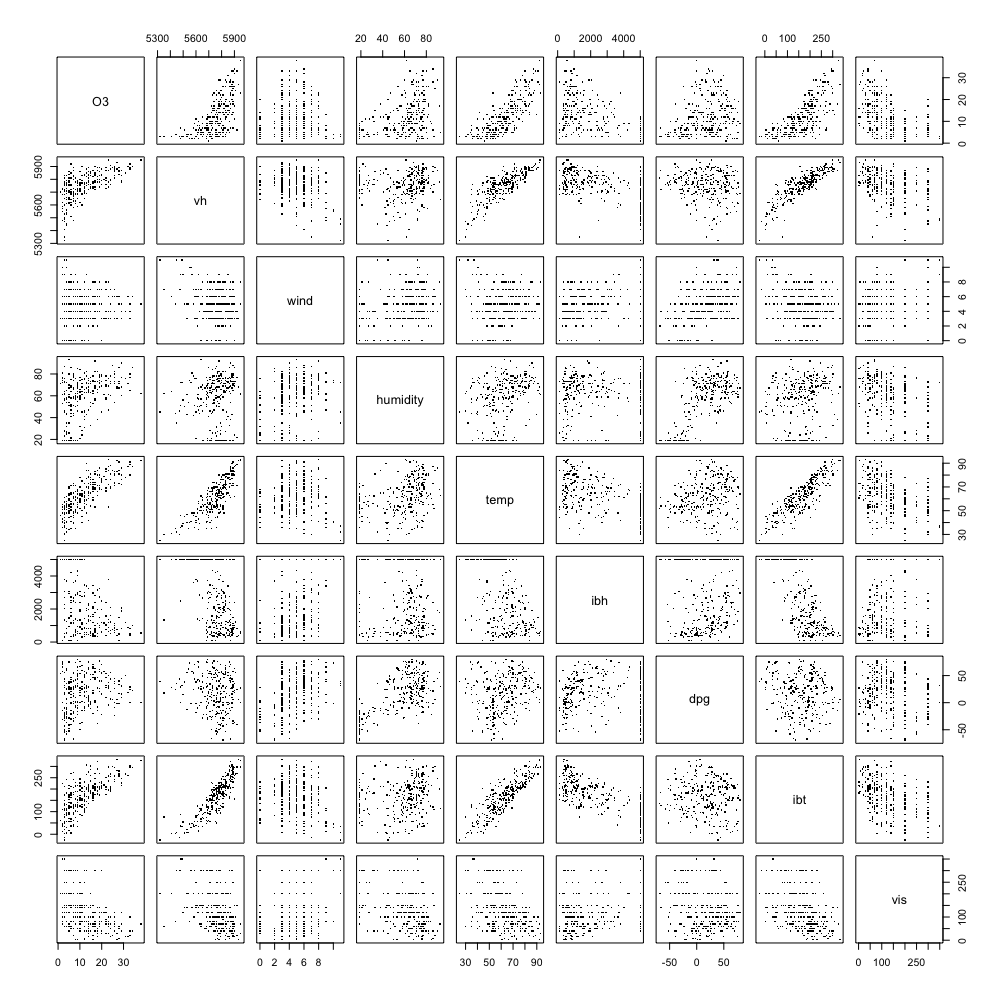 5300 5600 5900 20 40 60 80 0 2000 4000 0 100 250
O3 0 10 20 30
5300 5600 5900 vh
wind 0 2 4 6 8
20 40 60 80 humidity
temp 30 50 70 90
0 2000 4000 ibh
dpg -50 0 50
0 100 250 ibt
vis 0 100 250
0 10 20 30 0 2 4 6 8 30 50 70 90 -50 0 50 0 100 250